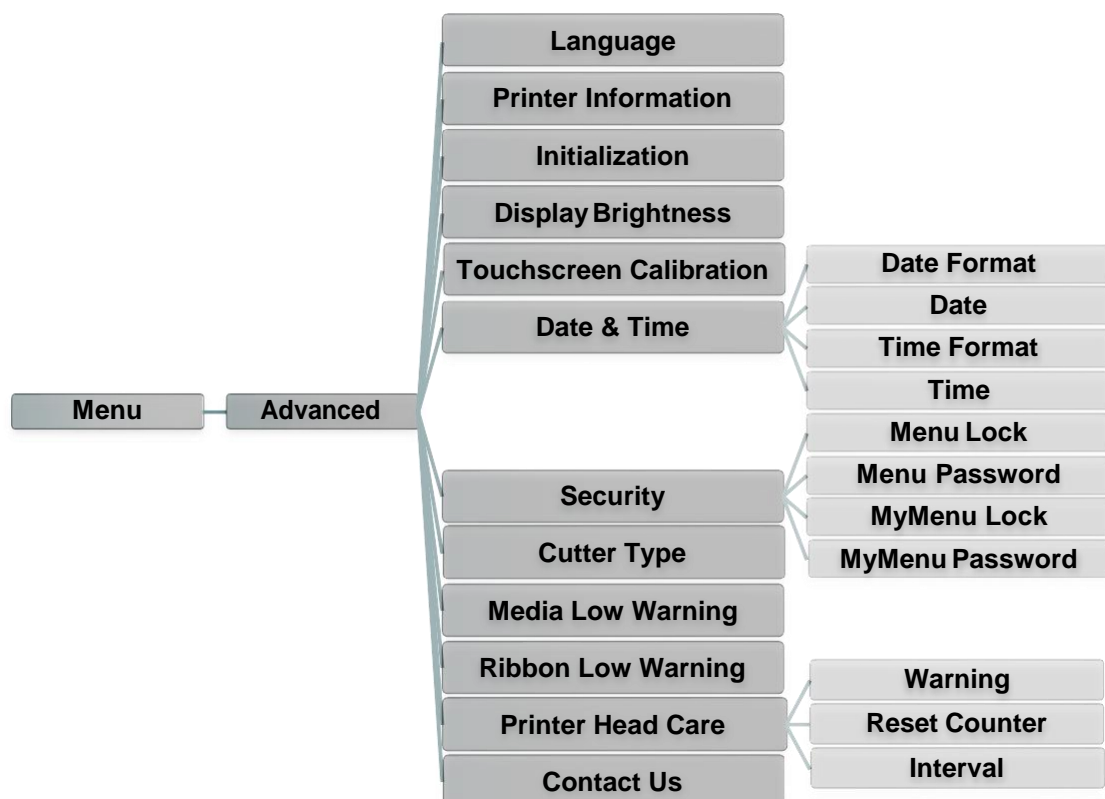 Language
Printer Information
Initialization
Display Brightness
Touchscreen Calibration
Date & Time
Date Format
Date
Time Format
Time
Menu
Advanced
Security
Menu Lock
Menu Password
MyMenu Lock
MyMenu Password
Cutter Type
Media Low Warning
Ribbon Low Warning
Printer Head Care
Warning
Reset Counter
Interval
Contact Us